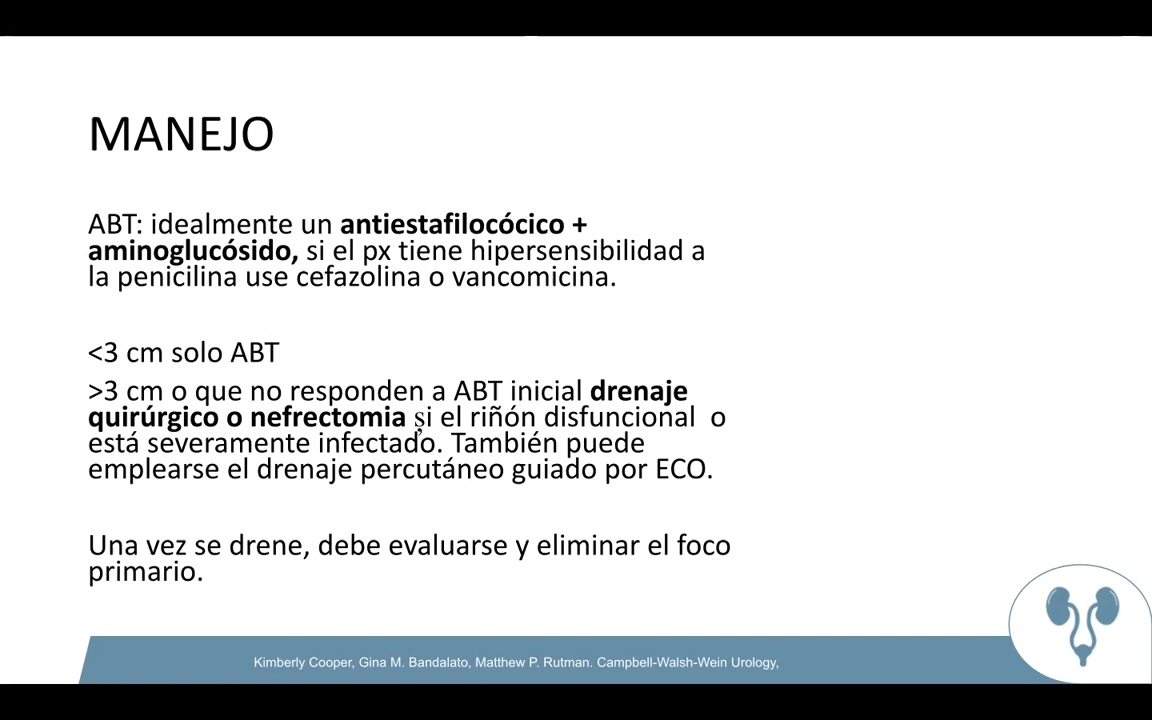 MANEJO
ABT: idealmente un antiestafilocócico +
aminoglucósido, si el px tiene hipersensibilidad a
la penicilina use cefazolina o vancomicina.
<3 cm solo ABT
>3 cm o que no responden a ABT inicial drenaje
quirúrgico o nefrectomia si el riñón disfuncional o
está severamente infectado. También puede
emplearse el drenaje percutáneo guiado por ECO.
Una vez se drene, debe evaluarse y eliminar el foco
primario.
Kimberly Cooper, Gina M. Bandalato, Matthew P. Rutman. Campbell-Walsh-Wein Urology,